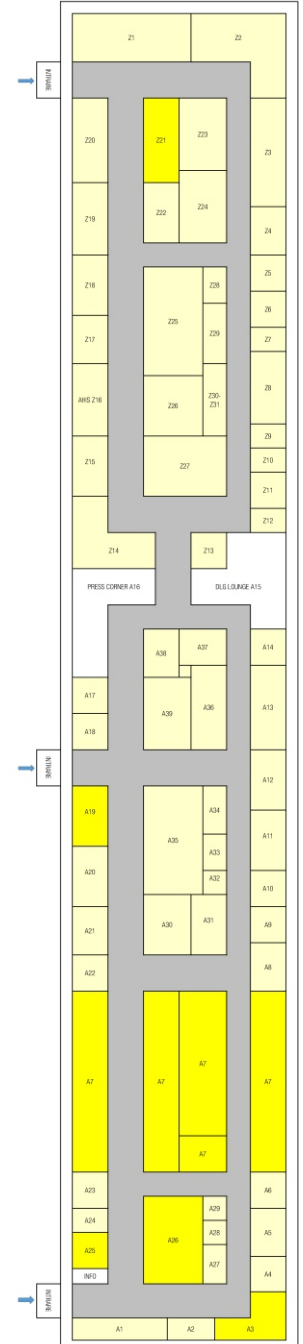 Z1
Z2
INTRARE
Z20
Z21
Z23
Z3
Z22
Z24
Z19
Z4
Z18
Z25
Z28
Z5
Z6
Z17
Z29
Z7
AHS Z16
Z26
Z30-
Z31
Z8
Z15
Z27
Z9
Z10
Z11
Z12
Z14
Z13
PRESS CORNER A16
DLG LOUNGE A15
A38
A37
A14
A17
A39
A36
A13
A18
INTRARE
A12
A19
A35
A34
A11
A33
A20
A32
A10
A21
A30
A31
A9
A22
A8
A7
A7
A7
A7
A7
A23
A6
A24
A26
A29
A5
A25
A28
A27
INFO
A4
INTRARE
A1
A2
A3